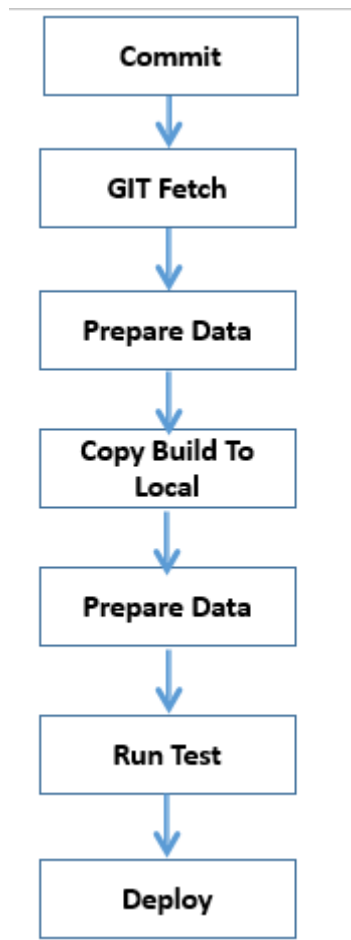 Commit
GIT Fetch
Prepare Data
Copy Build To
Local
Prepare Data
Run Test
Deploy